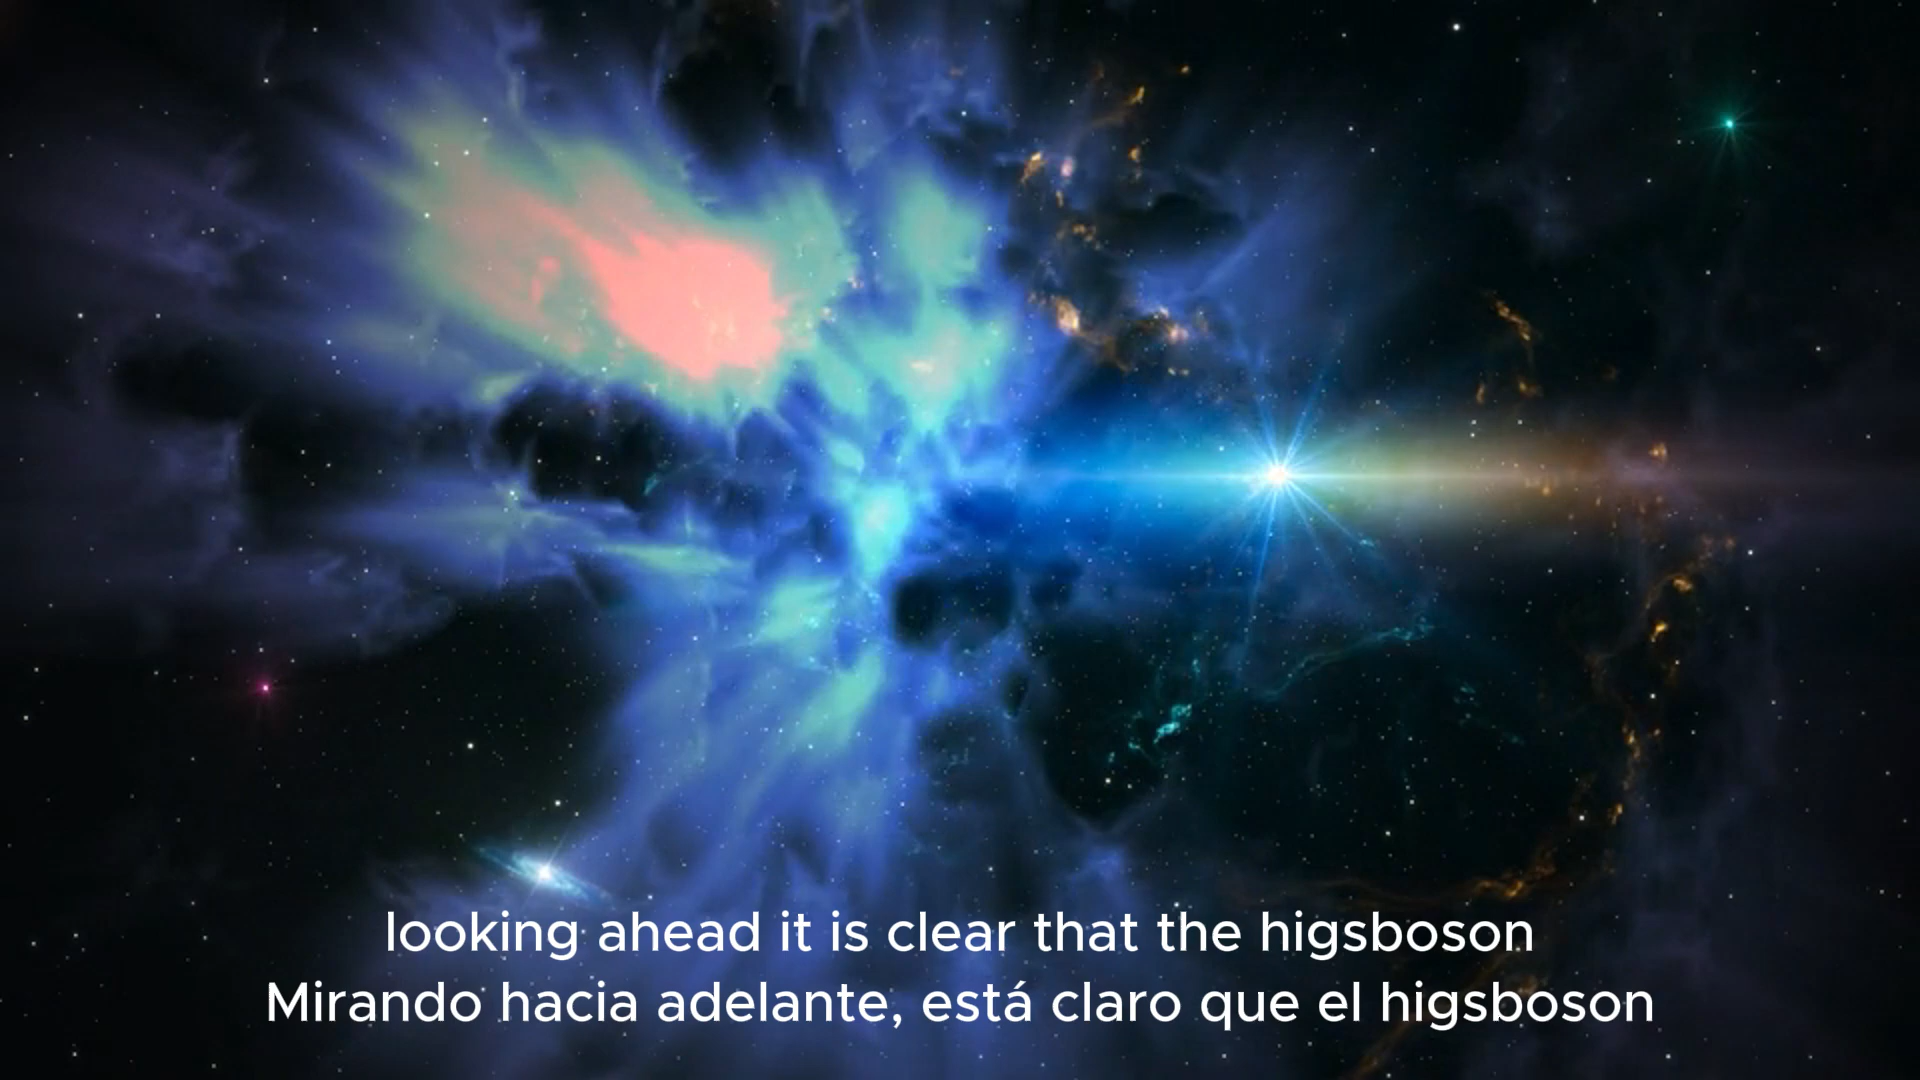 looking ahead it is clear that the higsboson
Mirando hacia adelante, está claro que el higsboson